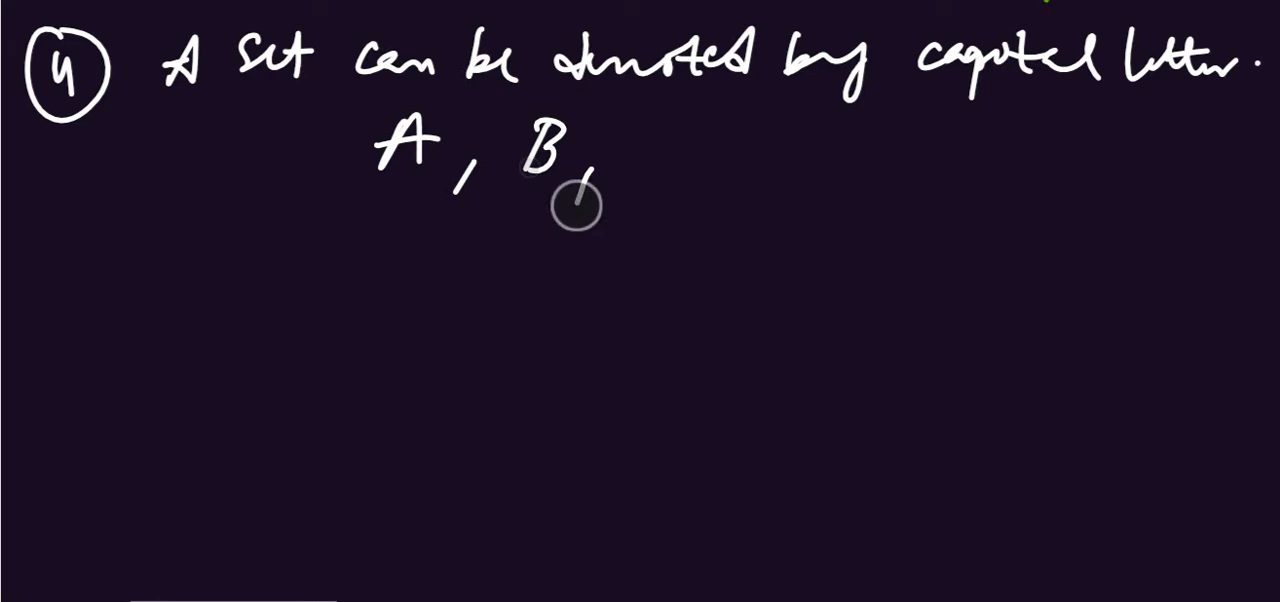 ④ A set can be denoted by capital letter.
A, B,